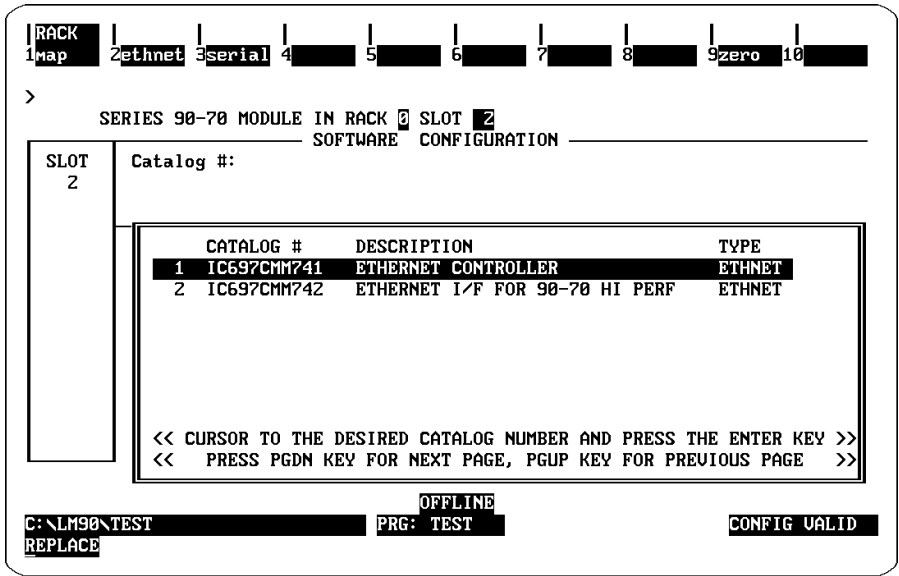 RACK
1map 2ethnet 3serial 4 5 6 7 8 9zero 10
>
SERIES 90-70 MODULE IN RACK 0 SLOT 2
SOFTWARE CONFIGURATION
SLOT Catalog #:
2
CATALOG # DESCRIPTION TYPE
1 IC697CMM741 ETHERNET CONTROLLER ETHNET
2 IC697CMM742 ETHERNET I/F FOR 90-70 HI PERF ETHNET
<< CURSOR TO THE DESIRED CATALOG NUMBER AND PRESS THE ENTER KEY >>
<< PRESS PGDN KEY FOR NEXT PAGE, PGUP KEY FOR PREVIOUS PAGE >>
OFFLINE
C:\LM90\TEST PRG: TEST CONFIG VALID
REPLACE